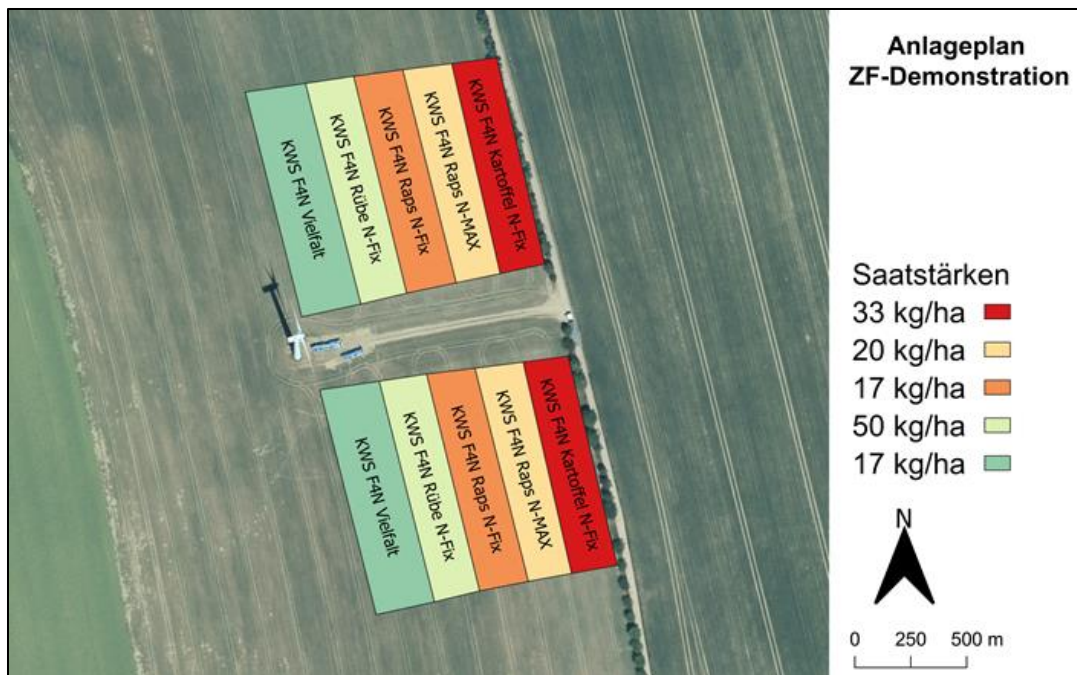 Anlageplan
ZF-Demonstration
KWS F4N Vielfalt
KWS F4N Rübe N-Fix
KWS F4N Raps N-Fix
KWS F4N Raps N-MAX
KWS F4N Kartoffel N-Fix
KWS F4N Vielfalt
KWS F4N Rübe N-Fix
KWS F4N Raps N-Fix
KWS F4N Raps N-MAX
KWS F4N Kartoffel N-Fix
Saatstärken
33 kg/ha
20 kg/ha
17 kg/ha
50 kg/ha
17 kg/ha
N
0 250 500 m